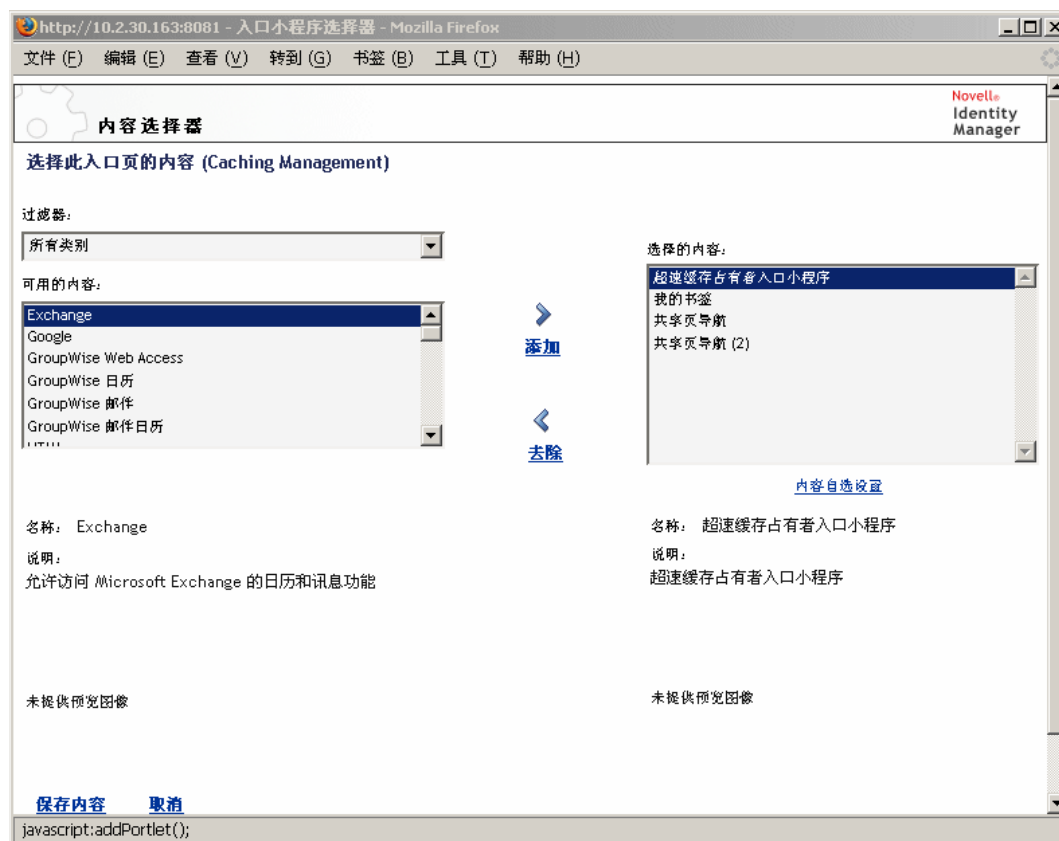 http://10.2.30.163:8081 - 入口小程序选择器 - Mozilla Firefox
文件 (F) 编辑 (E) 查看 (V) 转到 (G) 书签 (B) 工具 (T) 帮助 (H)
内容选择器
Novell®
Identity
Manager
选择此入口页的内容 (Caching Management)
过滤器:
所有类别
可用的内容:
Exchange
Google
GroupWise Web Access
GroupWise 日历
GroupWise 邮件
GroupWise 邮件日历
添加
去除
选择的内容:
超速缓存占有者入口小程序
我的书签
共享页导航
共享页导航 (2)
内容自选设置
名称: Exchange
说明:
允许访问 Microsoft Exchange 的日历和讯息功能
名称: 超速缓存占有者入口小程序
说明:
超速缓存占有者入口小程序
未提供预览图像
未提供预览图像
保存内容 取消
javascript:addPortlet();